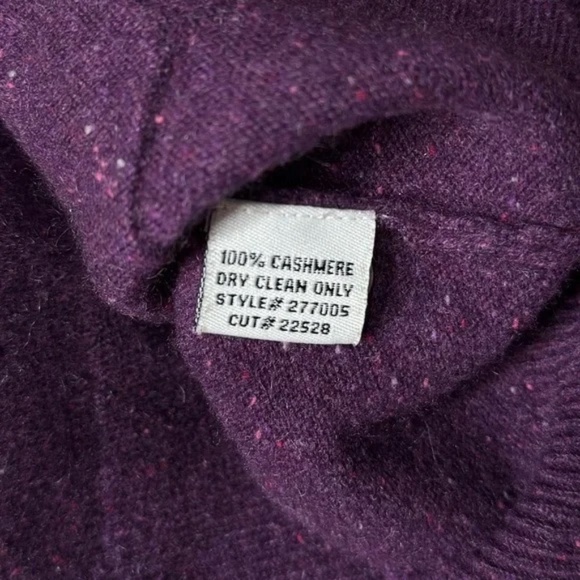 100% CASHMERE
DRY CLEAN ONLY
STYLE# 277005
CUT# 22528